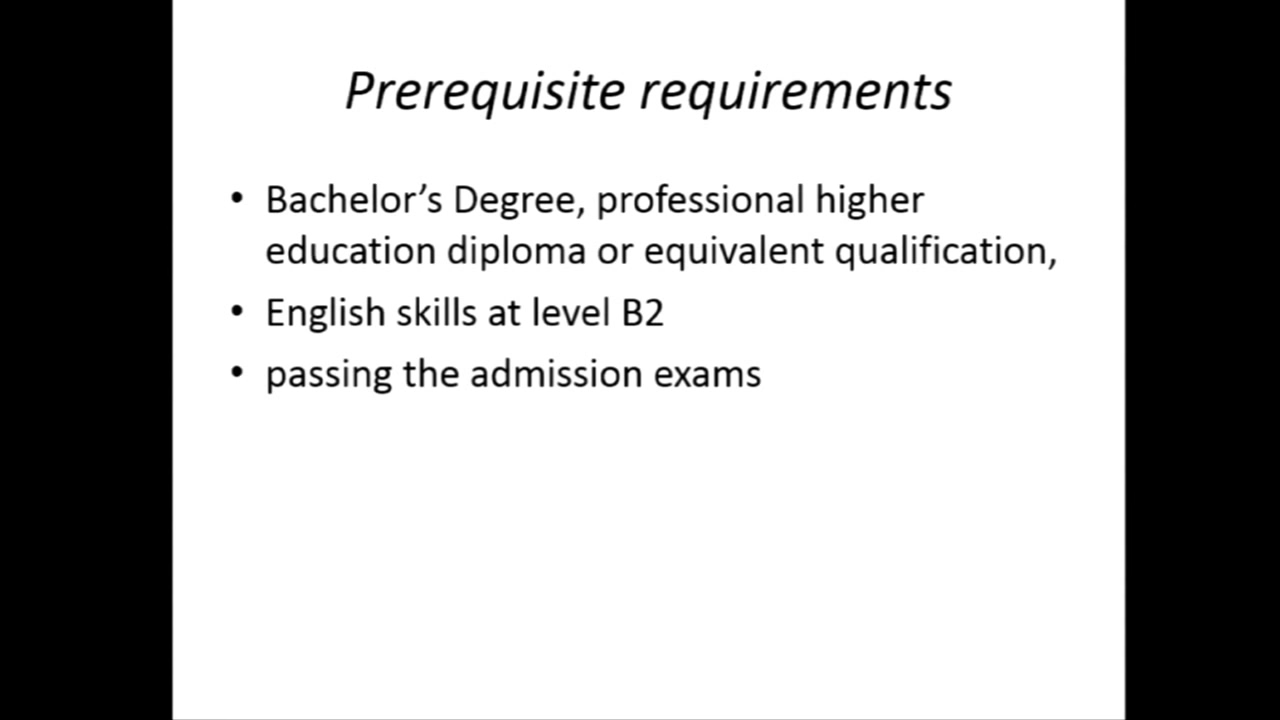 Prerequisite requirements
• Bachelor’s Degree, professional higher
education diploma or equivalent qualification,
• English skills at level B2
• passing the admission exams